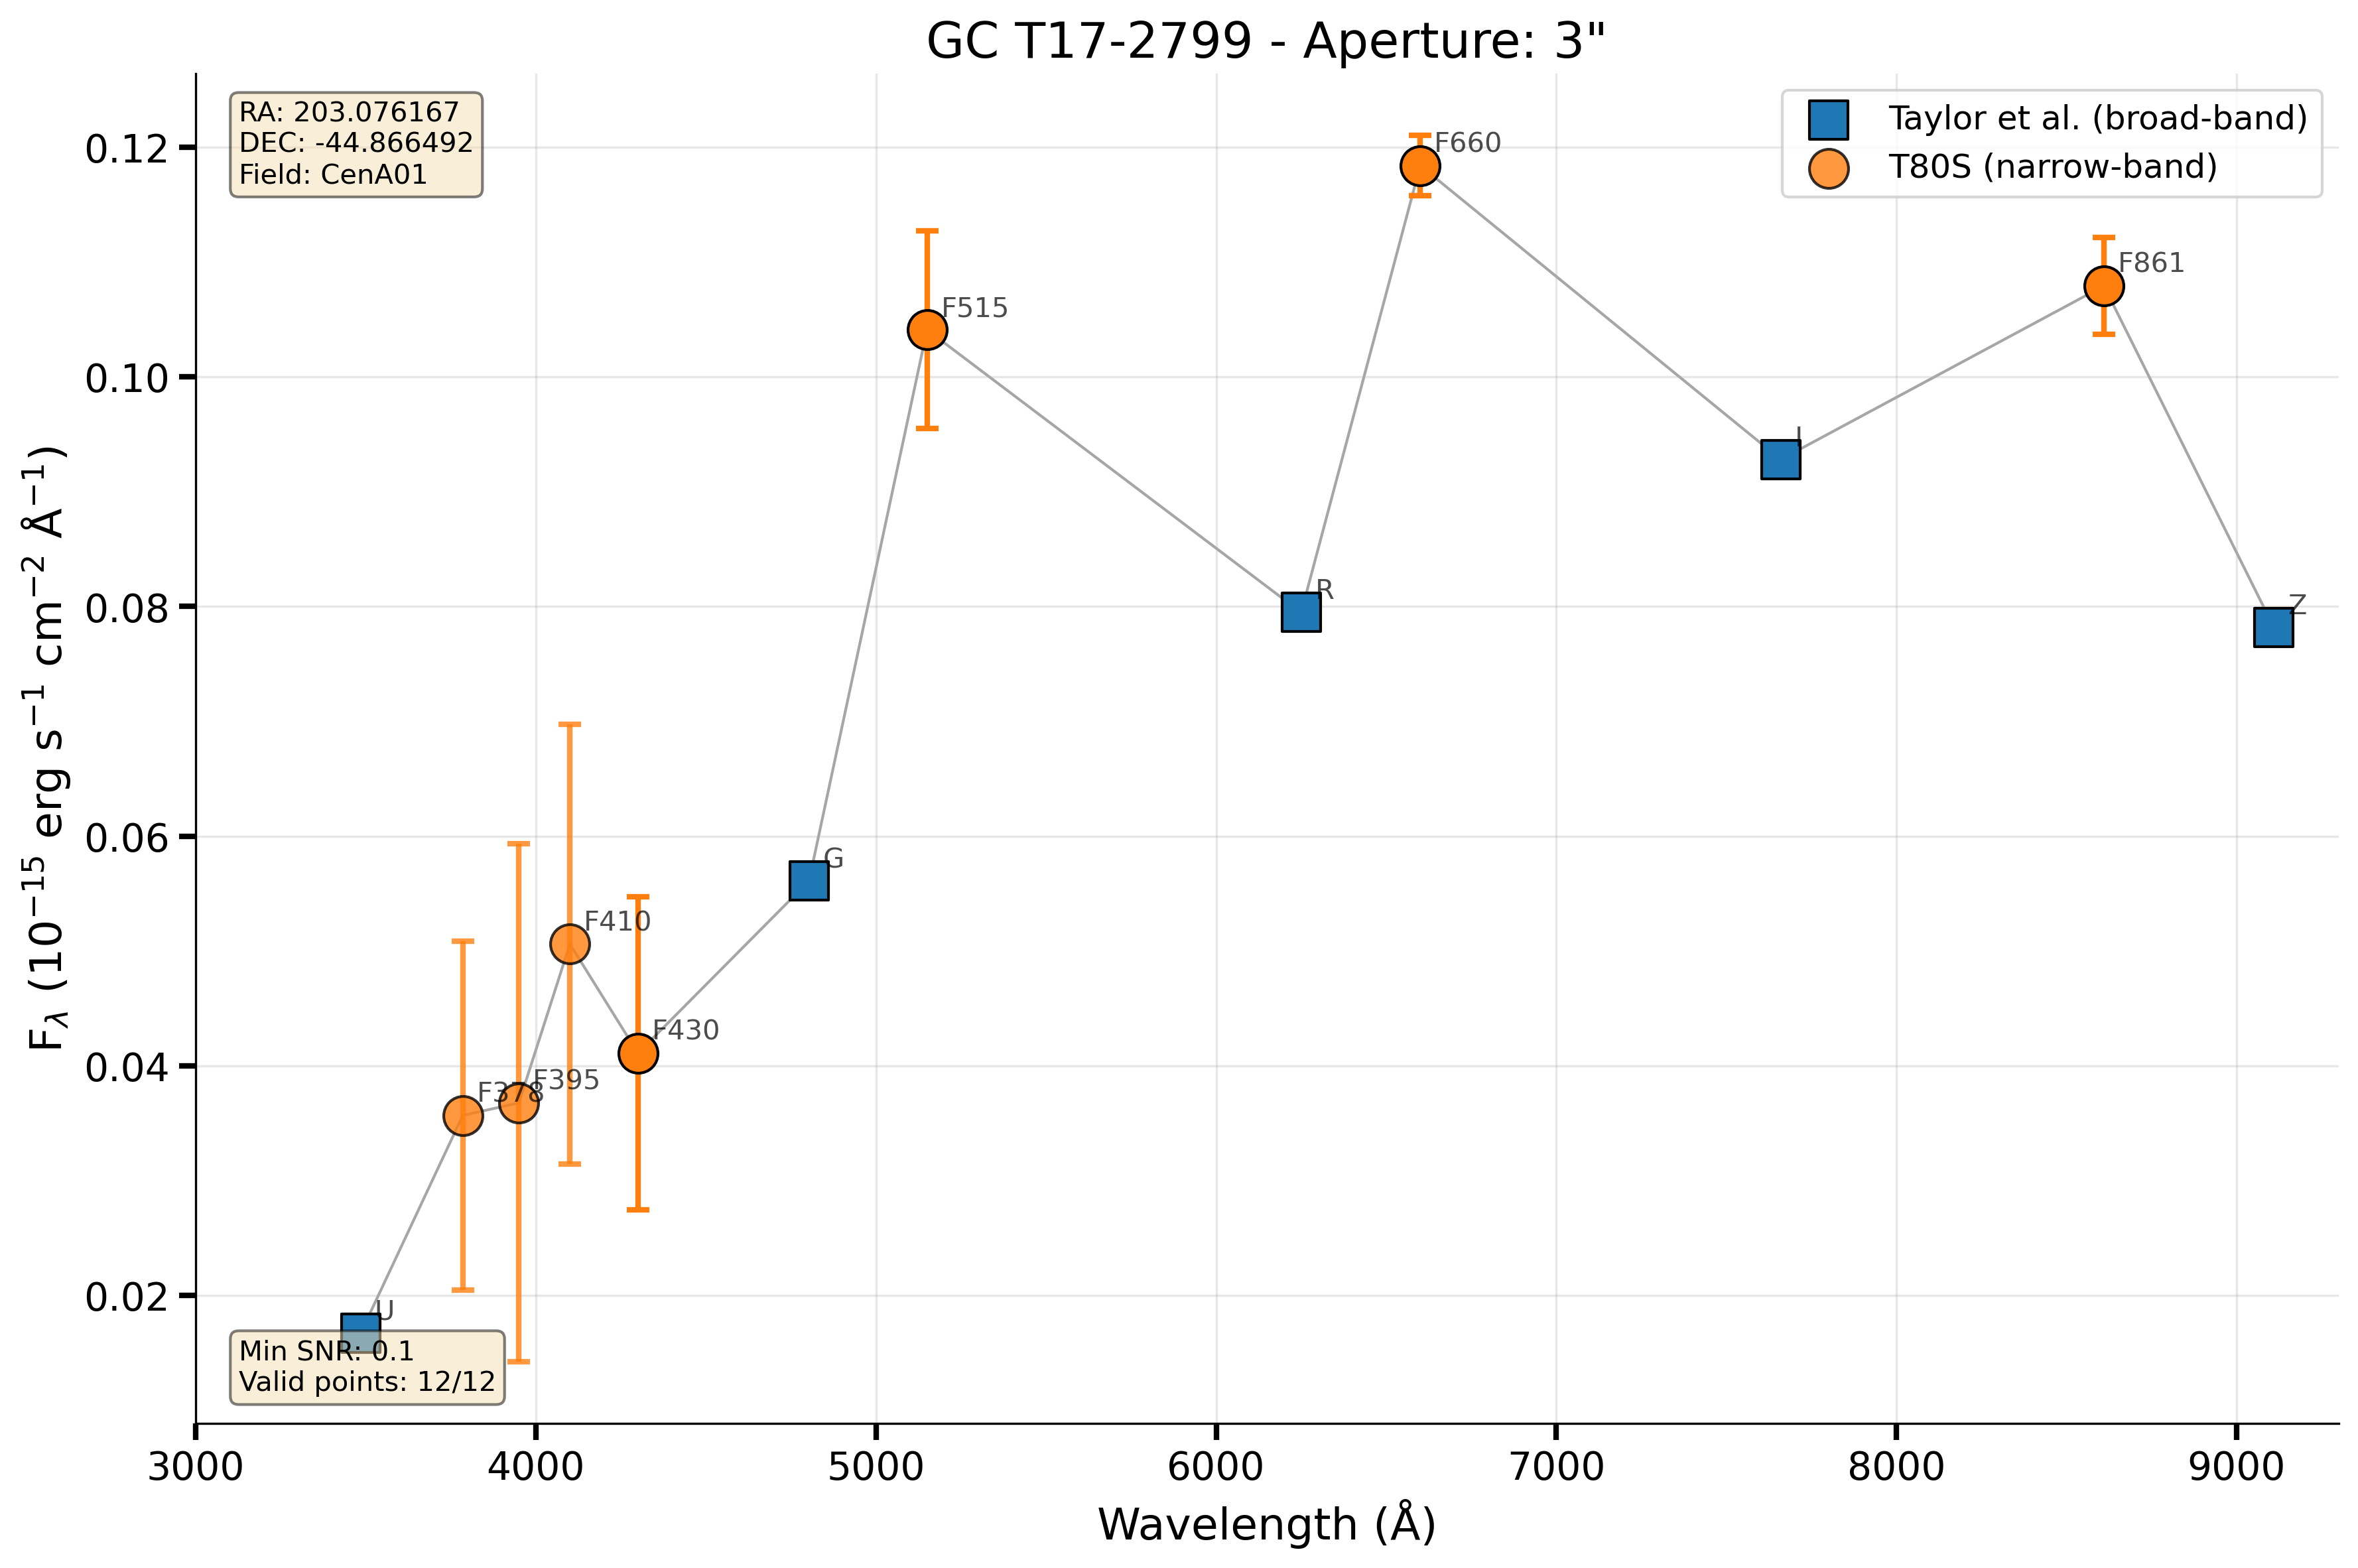 GC T17-2799 - Aperture: 3"
RA: 203.076167
DEC: -44.866492
Field: CenA01
Taylor et al. (broad-band)
T80S (narrow-band)
F660
F861
F515
I
R
Z
G
F410
F430
F378
F395
U
Min SNR: 0.1
Valid points: 12/12
0.12
0.10
0.08
0.06
0.04
0.02
Fλ (10⁻¹⁵ erg s⁻¹ cm⁻² Å⁻¹)
3000 4000 5000 6000 7000 8000 9000
Wavelength (Å)